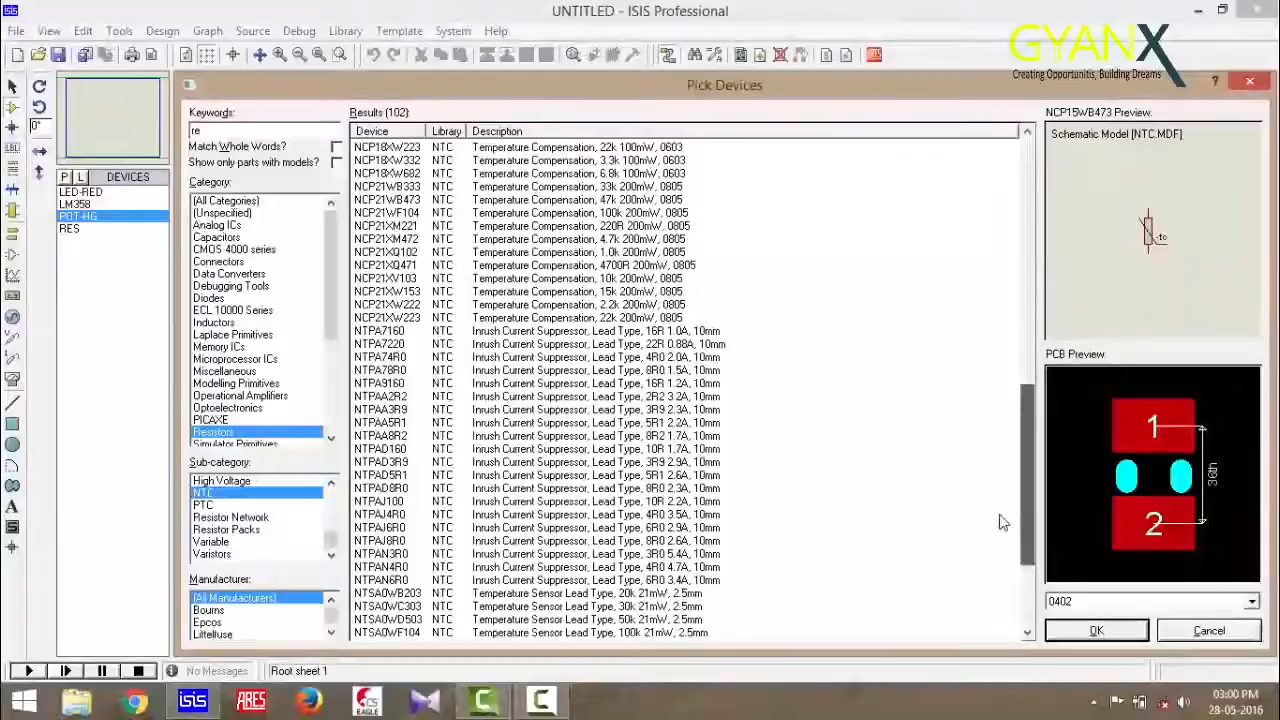 UNTITLED - ISIS Professional
File View Edit Tools Design Graph Source Debug Library Template System Help
GYANX
Creating Opportunitis, Building Dreams
Pick Devices
Keywords:
re
Match Whole Words?
Show only parts with models?
Category:
(All Categories)
(Unspecified)
Analog ICs
Capacitors
CMOS 4000 series
Connectors
Data Converters
Debugging Tools
Diodes
ECL 10000 Series
Inductors
Laplace Primitives
Memory ICs
Microprocessor ICs
Miscellaneous
Modelling Primitives
Operational Amplifiers
Optoelectronics
PICAXE
Resistors
Simulator Primitives
Sub-category:
High Voltage
NTC
PTC
Resistor Network
Resistor Packs
Variable
Varistors
Manufacturer:
(All Manufacturers)
Bourns
Epcos
Littelfuse
0°
P L DEVICES
LED-RED
LM358
POT-HG
RES
Results (102):
Device Library Description
NCP18XW223 NTC Temperature Compensation, 22k 100mW, 0603
NCP18XW332 NTC Temperature Compensation, 3.3k 100mW, 0603
NCP18XW682 NTC Temperature Compensation, 6.8k 100mW, 0603
NCP21WB333 NTC Temperature Compensation, 33k 200mW, 0805
NCP21WB473 NTC Temperature Compensation, 47k 200mW, 0805
NCP21WF104 NTC Temperature Compensation, 100k 200mW, 0805
NCP21XM221 NTC Temperature Compensation, 220R 200mW, 0805
NCP21XM472 NTC Temperature Compensation, 4.7k 200mW, 0805
NCP21XQ102 NTC Temperature Compensation, 1.0k 200mW, 0805
NCP21XQ471 NTC Temperature Compensation, 4700R 200mW, 0805
NCP21XV103 NTC Temperature Compensation, 10k 200mW, 0805
NCP21XW153 NTC Temperature Compensation, 15k 200mW, 0805
NCP21XW222 NTC Temperature Compensation, 2.2k 200mW, 0805
NCP21XW223 NTC Temperature Compensation, 22k 200mW, 0805
NTPA7160 NTC Inrush Current Suppressor, Lead Type, 16R 1.0A, 10mm
NTPA7220 NTC Inrush Current Suppressor, Lead Type, 22R 0.88A, 10mm
NTPA74R0 NTC Inrush Current Suppressor, Lead Type, 4R0 2.0A, 10mm
NTPA78R0 NTC Inrush Current Suppressor, Lead Type, 8R0 1.5A, 10mm
NTPA9160 NTC Inrush Current Suppressor, Lead Type, 16R 1.2A, 10mm
NTPAA2R2 NTC Inrush Current Suppressor, Lead Type, 2R2 3.2A, 10mm
NTPAA3R9 NTC Inrush Current Suppressor, Lead Type, 3R9 2.3A, 10mm
NTPAA5R1 NTC Inrush Current Suppressor, Lead Type, 5R1 2.2A, 10mm
NTPAA8R2 NTC Inrush Current Suppressor, Lead Type, 8R2 1.7A, 10mm
NTPAD160 NTC Inrush Current Suppressor, Lead Type, 10R 1.7A, 10mm
NTPAD3R9 NTC Inrush Current Suppressor, Lead Type, 3R9 2.9A, 10mm
NTPAD5R1 NTC Inrush Current Suppressor, Lead Type, 5R1 2.6A, 10mm
NTPAD8R0 NTC Inrush Current Suppressor, Lead Type, 8R0 2.3A, 10mm
NTPAJ100 NTC Inrush Current Suppressor, Lead Type, 10R 2.2A, 10mm
NTPAJ4R0 NTC Inrush Current Suppressor, Lead Type, 4R0 3.5A, 10mm
NTPAJ6R0 NTC Inrush Current Suppressor, Lead Type, 6R0 2.9A, 10mm
NTPAJ8R0 NTC Inrush Current Suppressor, Lead Type, 8R0 2.5A, 10mm
NTPAN3R0 NTC Inrush Current Suppressor, Lead Type, 3R0 5.4A, 10mm
NTPAN4R0 NTC Inrush Current Suppressor, Lead Type, 4R0 4.7A, 10mm
NTPAN6R0 NTC Inrush Current Suppressor, Lead Type, 6R0 3.4A, 10mm
NTSA0WB203 NTC Temperature Sensor Lead Type, 20k 21mW, 2.5mm
NTSA0WC303 NTC Temperature Sensor Lead Type, 30k 21mW, 2.5mm
NTSA0WD503 NTC Temperature Sensor Lead Type, 50k 21mW, 2.5mm
NTSA0WF104 NTC Temperature Sensor Lead Type, 100k 21mW, 2.5mm
NCP15WB473 Preview:
Schematic Model [NTC.MDF]
PCB Preview:
1
36th
2
0402
OK Cancel
No Messages Root sheet 1
isis ARES CS EAGLE
03:00 PM
28-05-2016